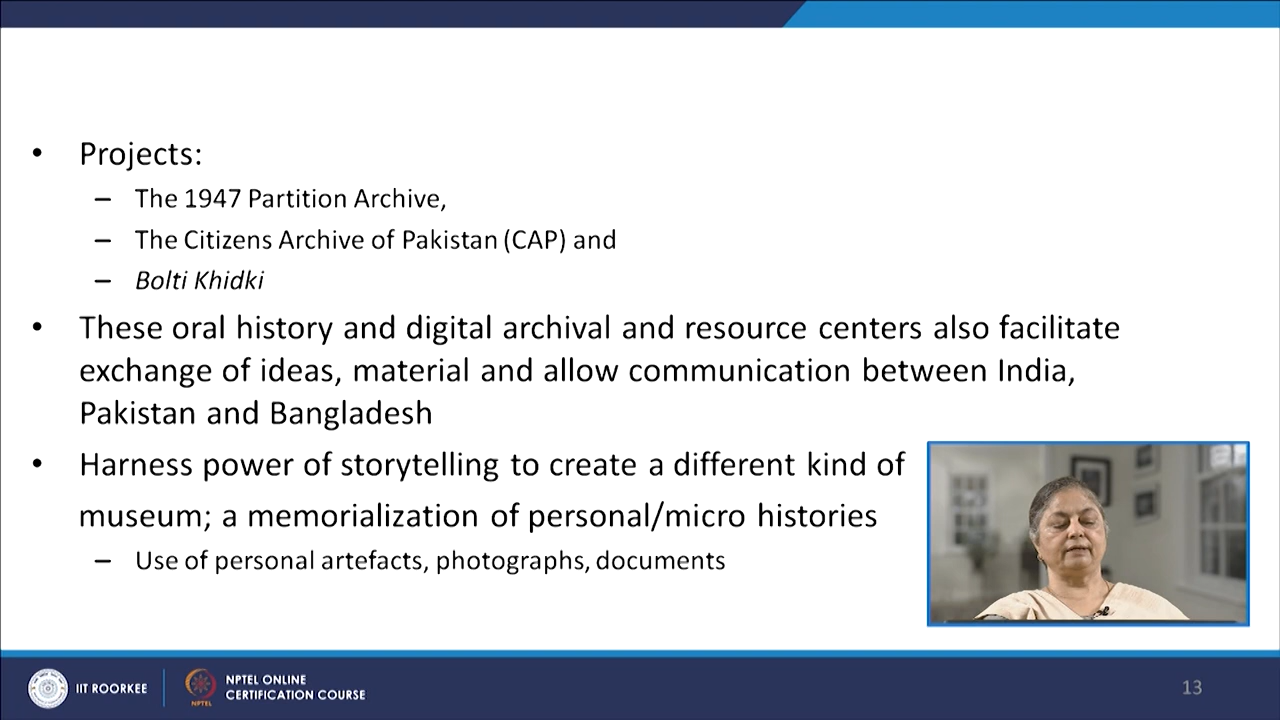 • Projects:
– The 1947 Partition Archive,
– The Citizens Archive of Pakistan (CAP) and
– Bolti Khidki
• These oral history and digital archival and resource centers also facilitate
exchange of ideas, material and allow communication between India,
Pakistan and Bangladesh
• Harness power of storytelling to create a different kind of
museum; a memorialization of personal/micro histories
– Use of personal artefacts, photographs, documents
IIT ROORKEE
NPTEL
NPTEL ONLINE
CERTIFICATION COURSE
13